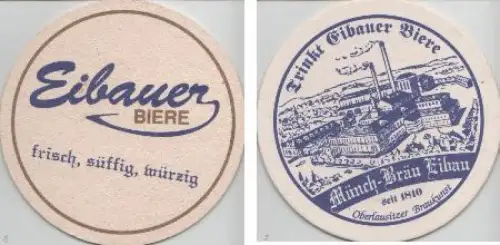 Eibauer
BIERE
frisch, süffig, würzig
Trinkt Eibauer Biere
Münch-Bräu Eibau
seit 1810
Oberlausitzer Braukunst